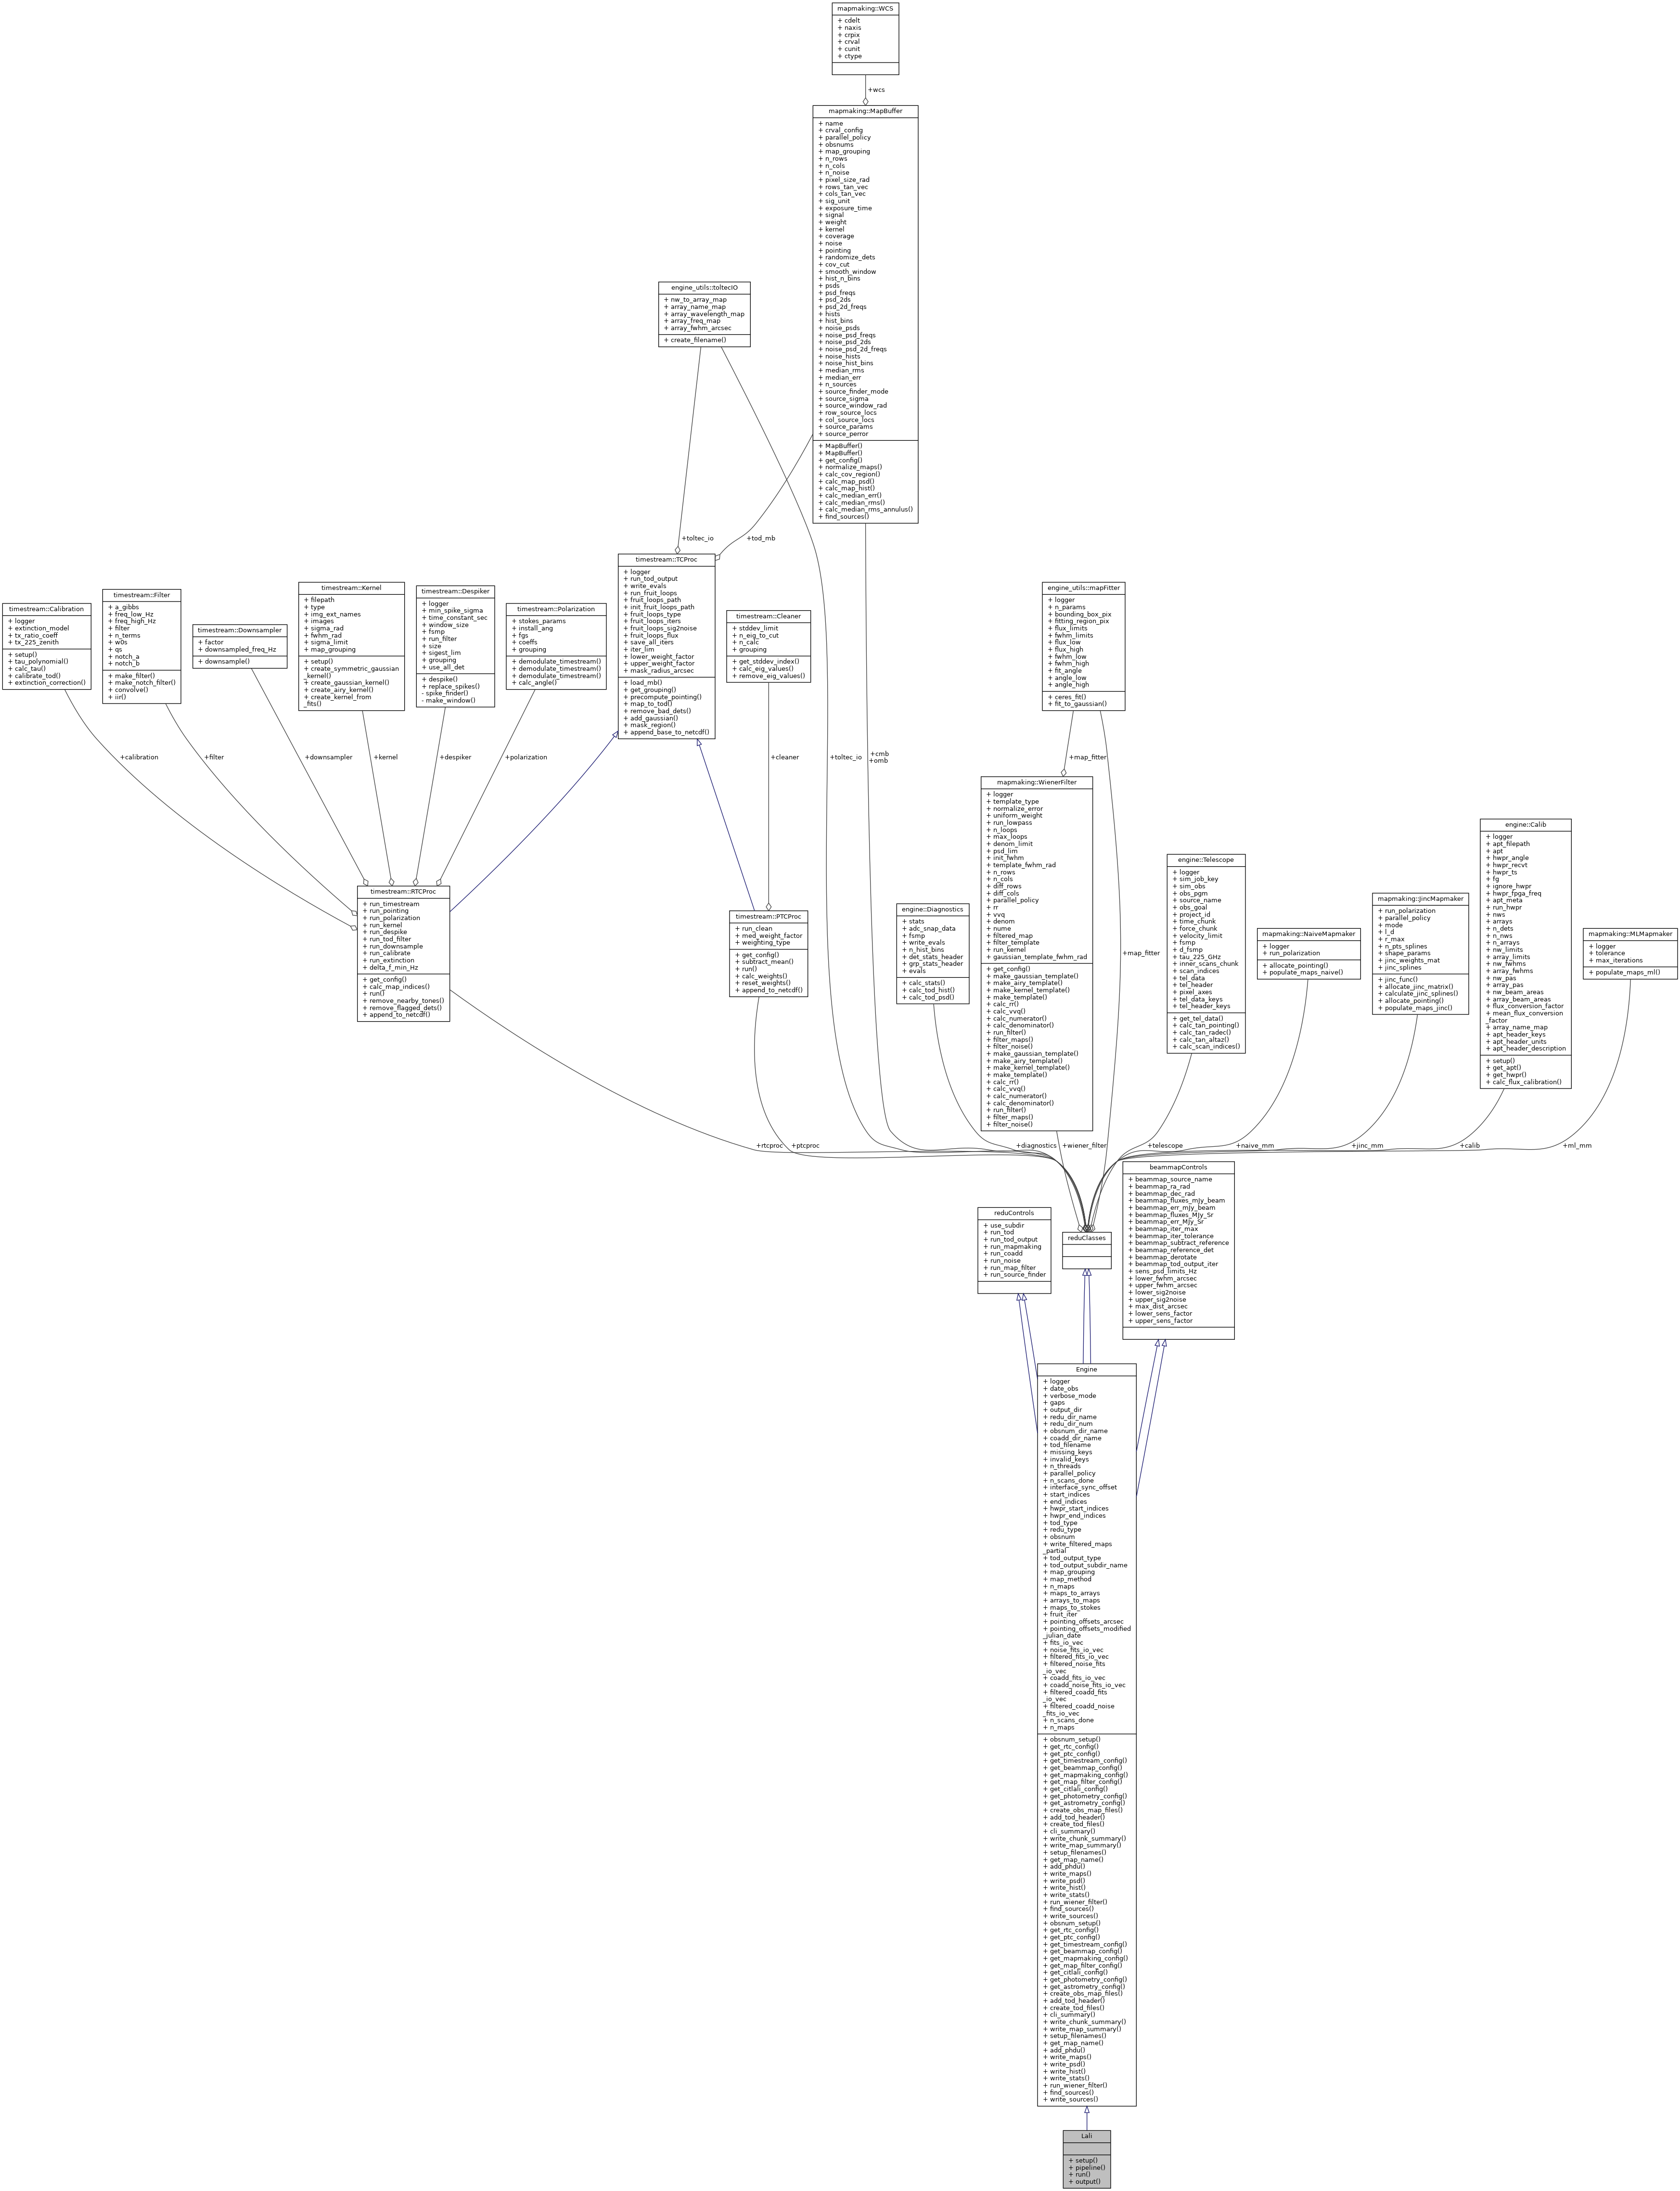 mapmaking::WCS
+ cdelt
+ naxis
+ crpix
+ crval
+ cunit
+ ctype
+wcs
mapmaking::MapBuffer
+ name
+ crval_config
+ parallel_policy
+ obsnums
+ map_grouping
+ n_rows
+ n_cols
+ n_noise
+ pixel_size_rad
+ rows_tan_vec
+ cols_tan_vec
+ sig_unit
+ exposure_time
+ signal
+ weight
+ kernel
+ coverage
+ noise
+ pointing
+ randomize_dets
+ cov_cut
+ smooth_window
+ hist_n_bins
+ psds
+ psd_freqs
+ psd_2ds
+ psd_2d_freqs
+ hists
+ hist_bins
+ noise_psds
+ noise_psd_freqs
+ noise_psd_2ds
+ noise_psd_2d_freqs
+ noise_hists
+ noise_hist_bins
+ median_rms
+ median_err
+ n_sources
+ source_finder_mode
+ source_sigma
+ source_window_rad
+ row_source_locs
+ col_source_locs
+ source_params
+ source_perror
+ MapBuffer()
+ MapBuffer()
+ get_config()
+ normalize_maps()
+ calc_cov_region()
+ calc_map_psd()
+ calc_map_hist()
+ calc_median_err()
+ calc_median_rms()
+ calc_median_rms_annulus()
+ find_sources()
engine_utils::toltecIO
+ nw_to_array_map
+ array_name_map
+ array_wavelength_map
+ array_freq_map
+ array_fwhm_arcsec
+ create_filename()
+toltec_io
+tod_mb
timestream::Calibration
+ logger
+ extinction_model
+ tx_ratio_coeff
+ tx_225_zenith
+ setup()
+ tau_polynomial()
+ calc_tau()
+ calibrate_tod()
+ extinction_correction()
timestream::Filter
+ a_gibbs
+ freq_low_Hz
+ freq_high_Hz
+ filter
+ n_terms
+ w0s
+ qs
+ notch_a
+ notch_b
+ make_filter()
+ make_notch_filter()
+ convolve()
+ iir()
timestream::Downsampler
+ factor
+ downsampled_freq_Hz
+ downsample()
timestream::Kernel
+ filepath
+ type
+ img_ext_names
+ images
+ sigma_rad
+ fwhm_rad
+ sigma_limit
+ map_grouping
+ setup()
+ create_symmetric_gaussian
_kernel()
+ create_gaussian_kernel()
+ create_airy_kernel()
+ create_kernel_from
_fits()
timestream::Despiker
+ logger
+ min_spike_sigma
+ time_constant_sec
+ window_size
+ fsmp
+ run_filter
+ size
+ sigest_lim
+ grouping
+ use_all_det
+ despike()
+ replace_spikes()
- spike_finder()
- make_window()
timestream::Polarization
+ stokes_params
+ install_ang
+ fgs
+ coeffs
+ grouping
+ demodulate_timestream()
+ demodulate_timestream()
+ demodulate_timestream()
+ calc_angle()
timestream::TCProc
+ logger
+ run_tod_output
+ write_evals
+ run_fruit_loops
+ fruit_loops_path
+ init_fruit_loops_path
+ fruit_loops_type
+ fruit_loops_iters
+ fruit_loops_sig2noise
+ fruit_loops_flux
+ save_all_iters
+ iter_lim
+ lower_weight_factor
+ upper_weight_factor
+ mask_radius_arcsec
+ load_mb()
+ get_grouping()
+ precompute_pointing()
+ map_to_tod()
+ remove_bad_dets()
+ add_gaussian()
+ mask_region()
+ append_base_to_netcdf()
timestream::Cleaner
+ stddev_limit
+ n_eig_to_cut
+ n_calc
+ grouping
+ get_stddev_index()
+ calc_eig_values()
+ remove_eig_values()
engine_utils::mapFitter
+ logger
+ n_params
+ bounding_box_pix
+ fitting_region_pix
+ flux_limits
+ fwhm_limits
+ flux_low
+ flux_high
+ fwhm_low
+ fwhm_high
+ fit_angle
+ angle_low
+ angle_high
+ ceres_fit()
+ fit_to_gaussian()
+calibration
+filter
+downsampler
+kernel
+despiker
+polarization
+cleaner
+toltec_io
+cmb
+omb
+map_fitter
+map_fitter
timestream::RTCProc
+ run_timestream
+ run_pointing
+ run_polarization
+ run_kernel
+ run_despike
+ run_tod_filter
+ run_downsample
+ run_calibrate
+ run_extinction
+ delta_f_min_Hz
+ get_config()
+ calc_map_indices()
+ run()
+ remove_nearby_tones()
+ remove_flagged_dets()
+ append_to_netcdf()
timestream::PTCProc
+ run_clean
+ med_weight_factor
+ weighting_type
+ get_config()
+ subtract_mean()
+ run()
+ calc_weights()
+ reset_weights()
+ append_to_netcdf()
engine::Diagnostics
+ stats
+ adc_snap_data
+ fsmp
+ write_evals
+ n_hist_bins
+ det_stats_header
+ grp_stats_header
+ evals
+ calc_stats()
+ calc_tod_hist()
+ calc_tod_psd()
mapmaking::WienerFilter
+ logger
+ template_type
+ normalize_error
+ uniform_weight
+ run_lowpass
+ n_loops
+ max_loops
+ denom_limit
+ psd_lim
+ init_fwhm
+ template_fwhm_rad
+ n_rows
+ n_cols
+ diff_rows
+ diff_cols
+ parallel_policy
+ rr
+ vvq
+ denom
+ nume
+ filtered_map
+ filter_template
+ run_kernel
+ gaussian_template_fwhm_rad
+ get_config()
+ make_gaussian_template()
+ make_airy_template()
+ make_kernel_template()
+ make_template()
+ calc_rr()
+ calc_vvq()
+ calc_numerator()
+ calc_denominator()
+ run_filter()
+ filter_maps()
+ filter_noise()
+ make_gaussian_template()
+ make_airy_template()
+ make_kernel_template()
+ make_template()
+ calc_rr()
+ calc_vvq()
+ calc_numerator()
+ calc_denominator()
+ run_filter()
+ filter_maps()
+ filter_noise()
engine::Telescope
+ logger
+ sim_job_key
+ sim_obs
+ obs_pgm
+ source_name
+ obs_goal
+ project_id
+ time_chunk
+ force_chunk
+ velocity_limit
+ fsmp
+ d_fsmp
+ tau_225_GHz
+ inner_scans_chunk
+ scan_indices
+ tel_data
+ tel_header
+ pixel_axes
+ tel_data_keys
+ tel_header_keys
+ get_tel_data()
+ calc_tan_pointing()
+ calc_tan_radec()
+ calc_tan_altaz()
+ calc_scan_indices()
mapmaking::NaiveMapmaker
+ logger
+ run_polarization
+ allocate_pointing()
+ populate_maps_naive()
mapmaking::JincMapmaker
+ run_polarization
+ parallel_policy
+ mode
+ l_d
+ r_max
+ n_pts_splines
+ shape_params
+ jinc_weights_mat
+ jinc_splines
+ jinc_func()
+ allocate_jinc_matrix()
+ calculate_jinc_splines()
+ allocate_pointing()
+ populate_maps_jinc()
engine::Calib
+ logger
+ apt_filepath
+ apt
+ hwpr_angle
+ hwpr_recvt
+ hwpr_ts
+ fg
+ ignore_hwpr
+ hwpr_fpga_freq
+ apt_meta
+ run_hwpr
+ nws
+ arrays
+ n_dets
+ n_nws
+ n_arrays
+ nw_limits
+ array_limits
+ nw_fwhms
+ array_fwhms
+ nw_pas
+ array_pas
+ nw_beam_areas
+ array_beam_areas
+ flux_conversion_factor
+ mean_flux_conversion
_factor
+ array_name_map
+ apt_header_keys
+ apt_header_units
+ apt_header_description
+ setup()
+ get_apt()
+ get_hwpr()
+ calc_flux_calibration()
mapmaking::MLMapmaker
+ logger
+ tolerance
+ max_iterations
+ populate_maps_ml()
+rtcproc
+ptcproc
+diagnostics
+wiener_filter
+telescope
+naive_mm
+jinc_mm
+calib
+ml_mm
reduControls
+ use_subdir
+ run_tod
+ run_tod_output
+ run_mapmaking
+ run_coadd
+ run_noise
+ run_map_filter
+ run_source_finder
reduClasses
beammapControls
+ beammap_source_name
+ beammap_ra_rad
+ beammap_dec_rad
+ beammap_fluxes_mJy_beam
+ beammap_err_mJy_beam
+ beammap_fluxes_MJy_Sr
+ beammap_err_MJy_Sr
+ beammap_iter_max
+ beammap_iter_tolerance
+ beammap_subtract_reference
+ beammap_reference_det
+ beammap_derotate
+ beammap_tod_output_iter
+ sens_psd_limits_Hz
+ lower_fwhm_arcsec
+ upper_fwhm_arcsec
+ lower_sig2noise
+ upper_sig2noise
+ max_dist_arcsec
+ lower_sens_factor
+ upper_sens_factor
Engine
+ logger
+ date_obs
+ verbose_mode
+ gaps
+ output_dir
+ redu_dir_name
+ redu_dir_num
+ obsnum_dir_name
+ coadd_dir_name
+ tod_filename
+ missing_keys
+ invalid_keys
+ n_threads
+ parallel_policy
+ n_scans_done
+ interface_sync_offset
+ start_indices
+ end_indices
+ hwpr_start_indices
+ hwpr_end_indices
+ tod_type
+ redu_type
+ obsnum
+ write_filtered_maps
_partial
+ tod_output_type
+ tod_output_subdir_name
+ map_grouping
+ map_method
+ n_maps
+ maps_to_arrays
+ arrays_to_maps
+ maps_to_stokes
+ fruit_iter
+ pointing_offsets_arcsec
+ pointing_offsets_modified
_julian_date
+ fits_io_vec
+ noise_fits_io_vec
+ filtered_fits_io_vec
+ filtered_noise_fits
_io_vec
+ coadd_fits_io_vec
+ coadd_noise_fits_io_vec
+ filtered_coadd_fits
_io_vec
+ filtered_coadd_noise
_fits_io_vec
+ n_scans_done
+ n_maps
+ obsnum_setup()
+ get_rtc_config()
+ get_ptc_config()
+ get_timestream_config()
+ get_beammap_config()
+ get_mapmaking_config()
+ get_map_filter_config()
+ get_citlali_config()
+ get_photometry_config()
+ get_astrometry_config()
+ create_obs_map_files()
+ add_tod_header()
+ create_tod_files()
+ cli_summary()
+ write_chunk_summary()
+ write_map_summary()
+ setup_filenames()
+ get_map_name()
+ add_phdu()
+ write_maps()
+ write_psd()
+ write_hist()
+ write_stats()
+ run_wiener_filter()
+ find_sources()
+ write_sources()
+ obsnum_setup()
+ get_rtc_config()
+ get_ptc_config()
+ get_timestream_config()
+ get_beammap_config()
+ get_mapmaking_config()
+ get_map_filter_config()
+ get_citlali_config()
+ get_photometry_config()
+ get_astrometry_config()
+ create_obs_map_files()
+ add_tod_header()
+ create_tod_files()
+ cli_summary()
+ write_chunk_summary()
+ write_map_summary()
+ setup_filenames()
+ get_map_name()
+ add_phdu()
+ write_maps()
+ write_psd()
+ write_hist()
+ write_stats()
+ run_wiener_filter()
+ find_sources()
+ write_sources()
Lali
+ setup()
+ pipeline()
+ run()
+ output()